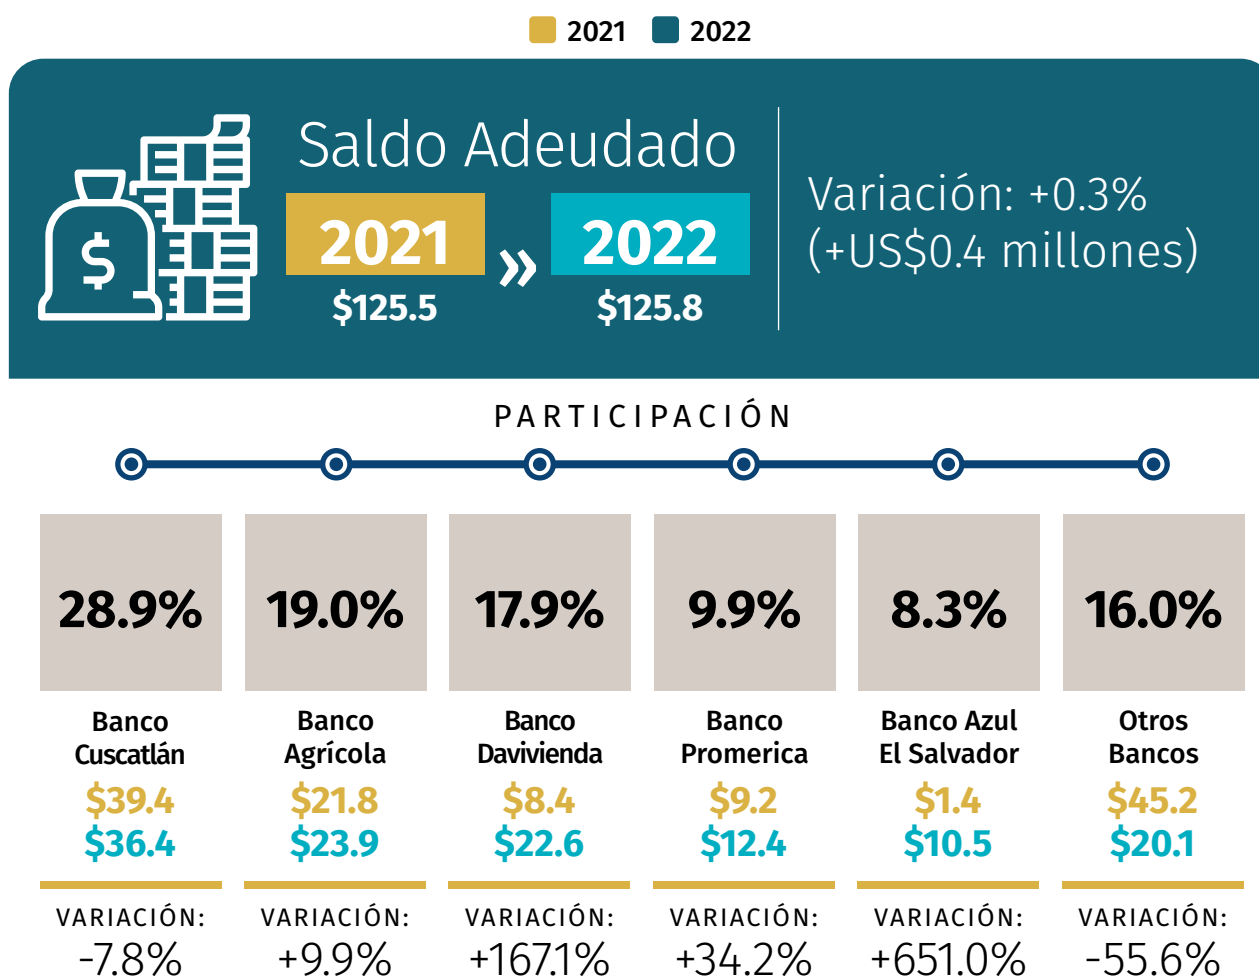 2021 2022
Saldo Adeudado
$
2021 » 2022
$125.5 $125.8
Variación: +0.3%
(+US$0.4 millones)
PARTICIPACIÓN
28.9% 19.0% 17.9% 9.9% 8.3% 16.0%
Banco Banco Banco Banco Banco Azul Otros
Cuscatlán Agrícola Davivienda Promerica El Salvador Bancos
$39.4 $21.8 $8.4 $9.2 $1.4 $45.2
$36.4 $23.9 $22.6 $12.4 $10.5 $20.1
VARIACIÓN: VARIACIÓN: VARIACIÓN: VARIACIÓN: VARIACIÓN: VARIACIÓN:
-7.8% +9.9% +167.1% +34.2% +651.0% -55.6%